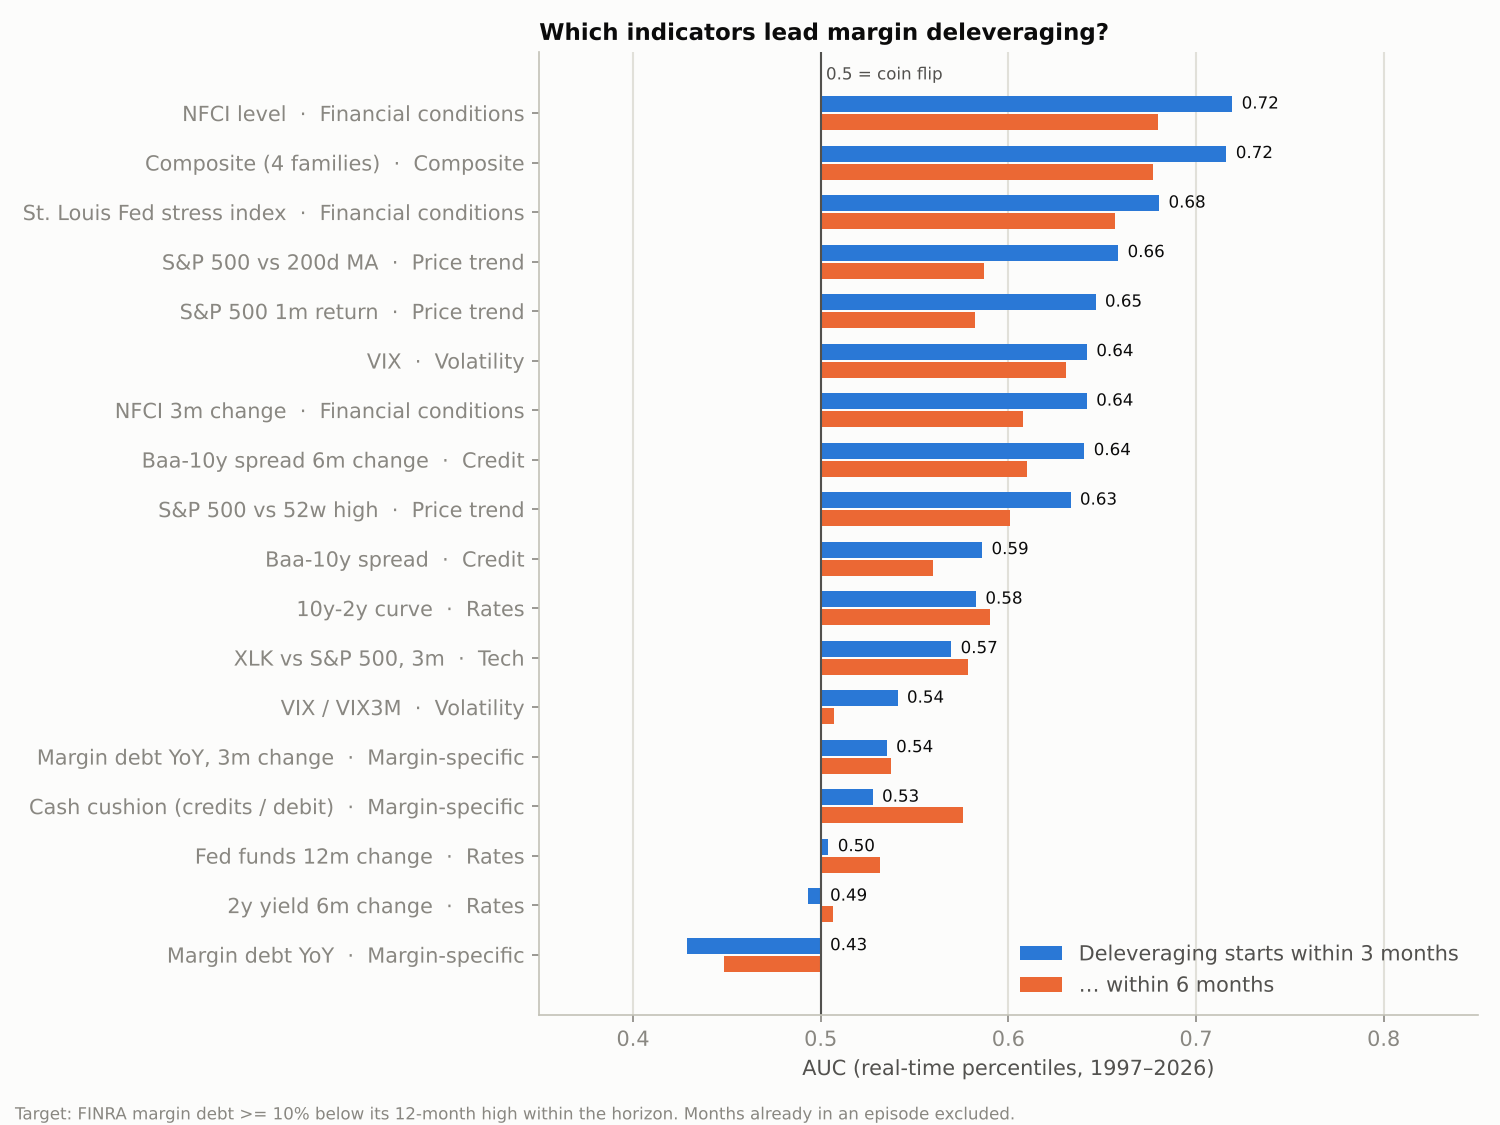 Which indicators lead margin deleveraging?
0.5 = coin flip
NFCI level · Financial conditions 0.72
Composite (4 families) · Composite 0.72
St. Louis Fed stress index · Financial conditions 0.68
S&P 500 vs 200d MA · Price trend 0.66
S&P 500 1m return · Price trend 0.65
VIX · Volatility 0.64
NFCI 3m change · Financial conditions 0.64
Baa-10y spread 6m change · Credit 0.64
S&P 500 vs 52w high · Price trend 0.63
Baa-10y spread · Credit 0.59
10y-2y curve · Rates 0.58
XLK vs S&P 500, 3m · Tech 0.57
VIX / VIX3M · Volatility 0.54
Margin debt YoY, 3m change · Margin-specific 0.54
Cash cushion (credits / debit) · Margin-specific 0.53
Fed funds 12m change · Rates 0.50
2y yield 6m change · Rates 0.49
Margin debt YoY · Margin-specific 0.43
Deleveraging starts within 3 months
... within 6 months
0.4 0.5 0.6 0.7 0.8
AUC (real-time percentiles, 1997–2026)
Target: FINRA margin debt >= 10% below its 12-month high within the horizon. Months already in an episode excluded.